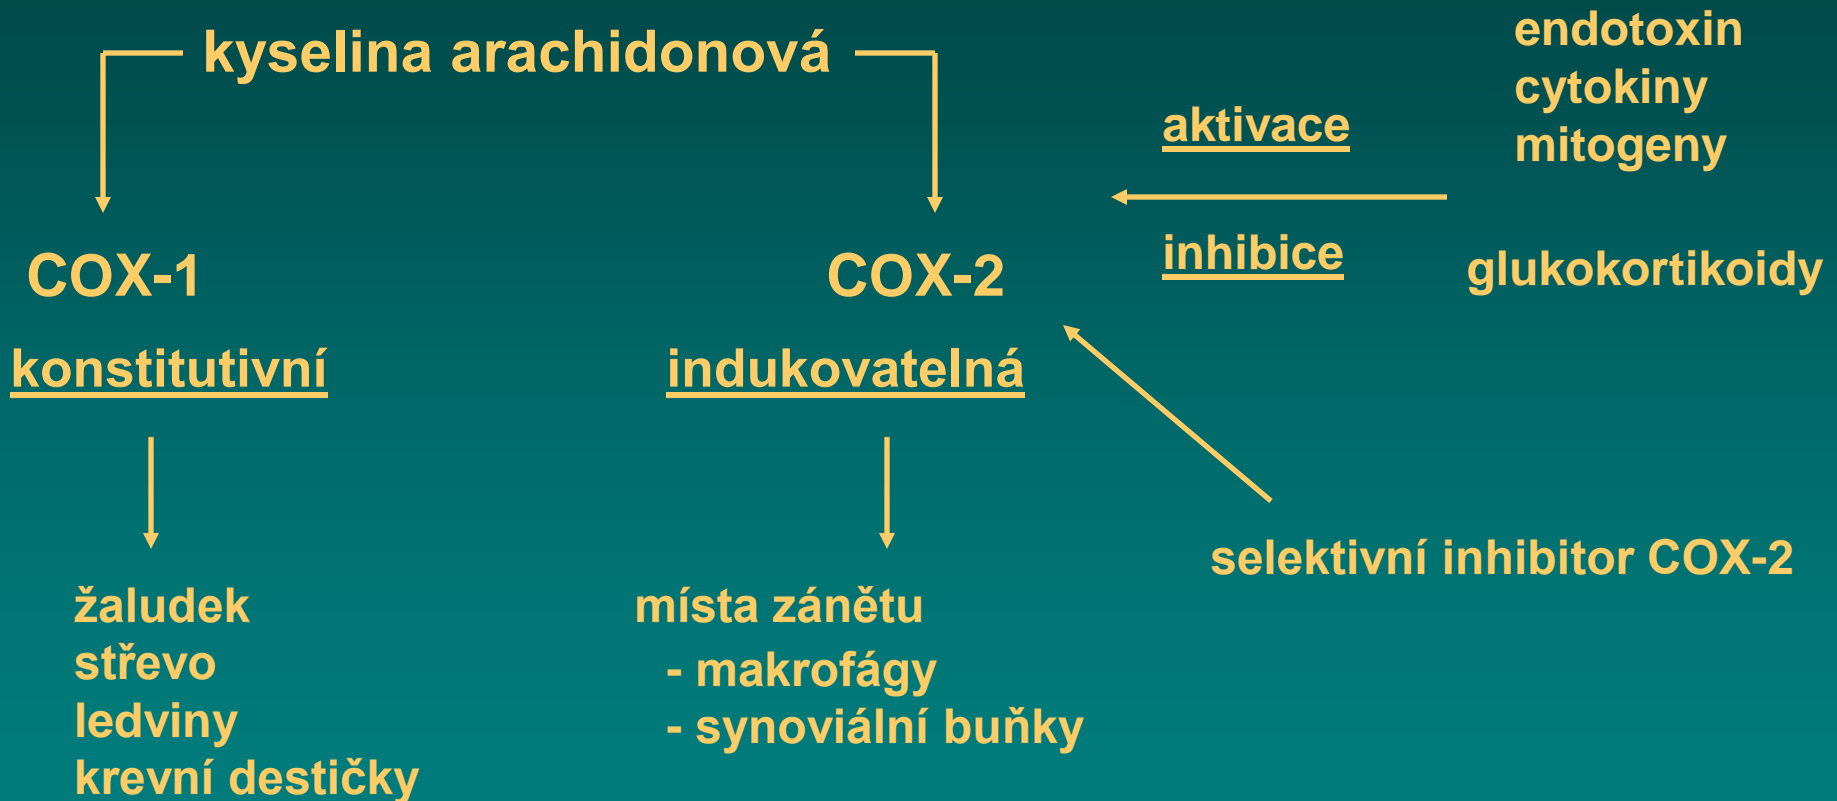 kyselina arachidonová
endotoxin
cytokiny
mitogeny
aktivace
inhibice
glukokortikoidy
COX-1
COX-2
konstitutivní
indukovatelná
selektivní inhibitor COX-2
žaludek
střevo
ledviny
krevní destičky
místa zánětu
- makrofágy
- synoviální buňky